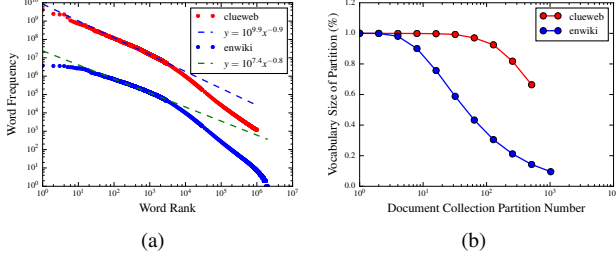 10^10
10^9
10^8
10^7
10^6
10^5
10^4
10^3
10^2
10^1
10^0
Word Frequency
clueweb
y = 10^9.9 x^−0.9
enwiki
y = 10^7.4 x^−0.8
10^0 10^1 10^2 10^3 10^4 10^5 10^6 10^7
Word Rank
(a)
1.2
1.0
0.8
0.6
0.4
0.2
0.0
Vocabulary Size of Partition (%)
clueweb
enwiki
10^0 10^1 10^2 10^3 10^4
Document Collection Partition Number
(b)